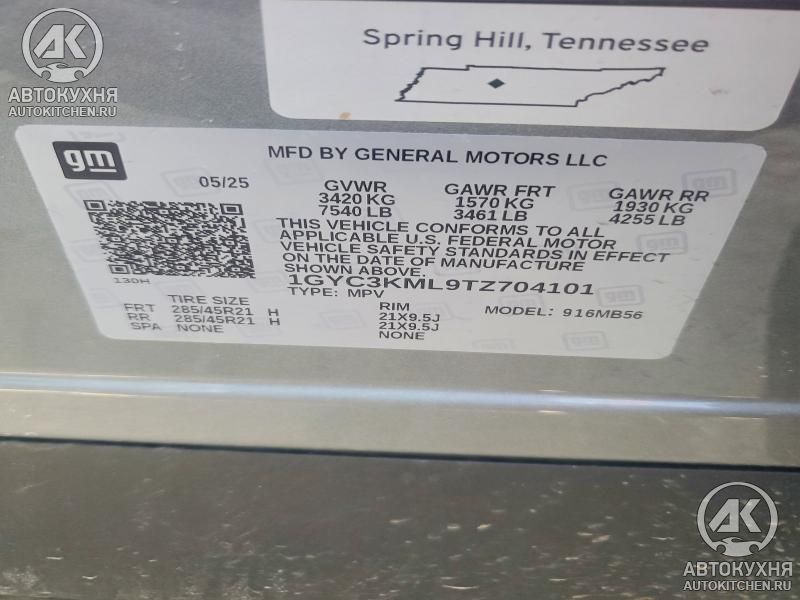 АВТОКУХНЯ
AUTOKITCHEN.RU
Spring Hill, Tennessee
gm
MFD BY GENERAL MOTORS LLC
05/25
GVWR
3420 KG
7540 LB
GAWR FRT
1570 KG
3461 LB
GAWR RR
1930 KG
4255 LB
THIS VEHICLE CONFORMS TO ALL
APPLICABLE U.S. FEDERAL MOTOR
VEHICLE SAFETY STANDARDS IN EFFECT
ON THE DATE OF MANUFACTURE
SHOWN ABOVE
130H
1GYC3KML9TZ704101
TYPE: MPV
MODEL: 916MB56
TIRE SIZE RIM
FRT 285/45R21 H 21X9.5J
RR 285/45R21 H 21X9.5J
SPA NONE NONE
АВТОКУХНЯ
AUTOKITCHEN.RU